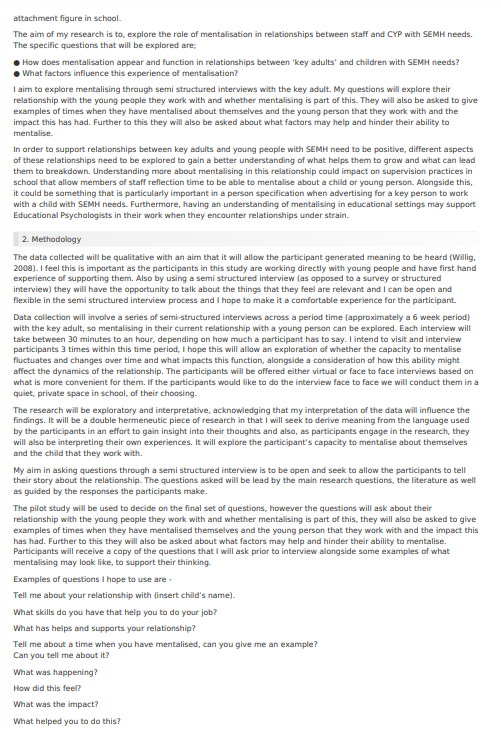 attachment figure in school.
The aim of my research is to, explore the role of mentalisation in relationships between staff and CYP with SEMH needs.
The specific questions that will be explored are;
● How does mentalisation appear and function in relationships between 'key adults' and children with SEMH needs?
● What factors influence this experience of mentalisation?
I aim to explore mentalising through semi structured interviews with the key adult. My questions will explore their
relationship with the young people they work with and whether mentalising is part of this. They will also be asked to give
examples of times when they have mentalised about themselves and the young person that they work with and the
impact this has had. Further to this they will also be asked about what factors may help and hinder their ability to
mentalise.
In order to support relationships between key adults and young people with SEMH need to be positive, different aspects
of these relationships need to be explored to gain a better understanding of what helps them to grow and what can lead
them to breakdown. Understanding more about mentalising in this relationship could impact on supervision practices in
school that allow members of staff reflection time to be able to mentalise about a child or young person. Alongside this,
it could be something that is particularly important in a person specification when advertising for a key person to work
with a child with SEMH needs. Furthermore, having an understanding of mentalising in educational settings may support
Educational Psychologists in their work when they encounter relationships under strain.
2. Methodology
The data collected will be qualitative with an aim that it will allow the participant generated meaning to be heard (Willig,
2008). I feel this is important as the participants in this study are working directly with young people and have first hand
experience of supporting them. Also by using a semi structured interview (as opposed to a survey or structured
interview) they will have the opportunity to talk about the things that they feel are relevant and I can be open and
flexible in the semi structured interview process and I hope to make it a comfortable experience for the participant.
Data collection will involve a series of semi-structured interviews across a period time (approximately a 6 week period)
with the key adult, so mentalising in their current relationship with a young person can be explored. Each interview will
take between 30 minutes to an hour, depending on how much a participant has to say. I intend to visit and interview
participants 3 times within this time period, I hope this will allow an exploration of whether the capacity to mentalise
fluctuates and changes over time and what impacts this function, alongside a consideration of how this ability might
affect the dynamics of the relationship. The participants will be offered either virtual or face to face interviews based on
what is more convenient for them. If the participants would like to do the interview face to face we will conduct them in a
quiet, private space in school, of their choosing.
The research will be exploratory and interpretative, acknowledging that my interpretation of the data will influence the
findings. It will be a double hermeneutic piece of research in that I will seek to derive meaning from the language used
by the participants in an effort to gain insight into their thoughts and also, as participants engage in the research, they
will also be interpreting their own experiences. It will explore the participant's capacity to mentalise about themselves
and the child that they work with.
My aim in asking questions through a semi structured interview is to be open and seek to allow the participants to tell
their story about the relationship. The questions asked will be lead by the main research questions, the literature as well
as guided by the responses the participants make.
The pilot study will be used to decide on the final set of questions, however the questions will ask about their
relationship with the young people they work with and whether mentalising is part of this, they will also be asked to give
examples of times when they have mentalised themselves and the young person that they work with and the impact this
has had. Further to this they will also be asked about what factors may help and hinder their ability to mentalise.
Participants will receive a copy of the questions that I will ask prior to interview alongside some examples of what
mentalising may look like, to support their thinking.
Examples of questions I hope to use are -
Tell me about your relationship with (insert child's name).
What skills do you have that help you to do your job?
What has helps and supports your relationship?
Tell me about a time when you have mentalised, can you give me an example?
Can you tell me about it?
What was happening?
How did this feel?
What was the impact?
What helped you to do this?